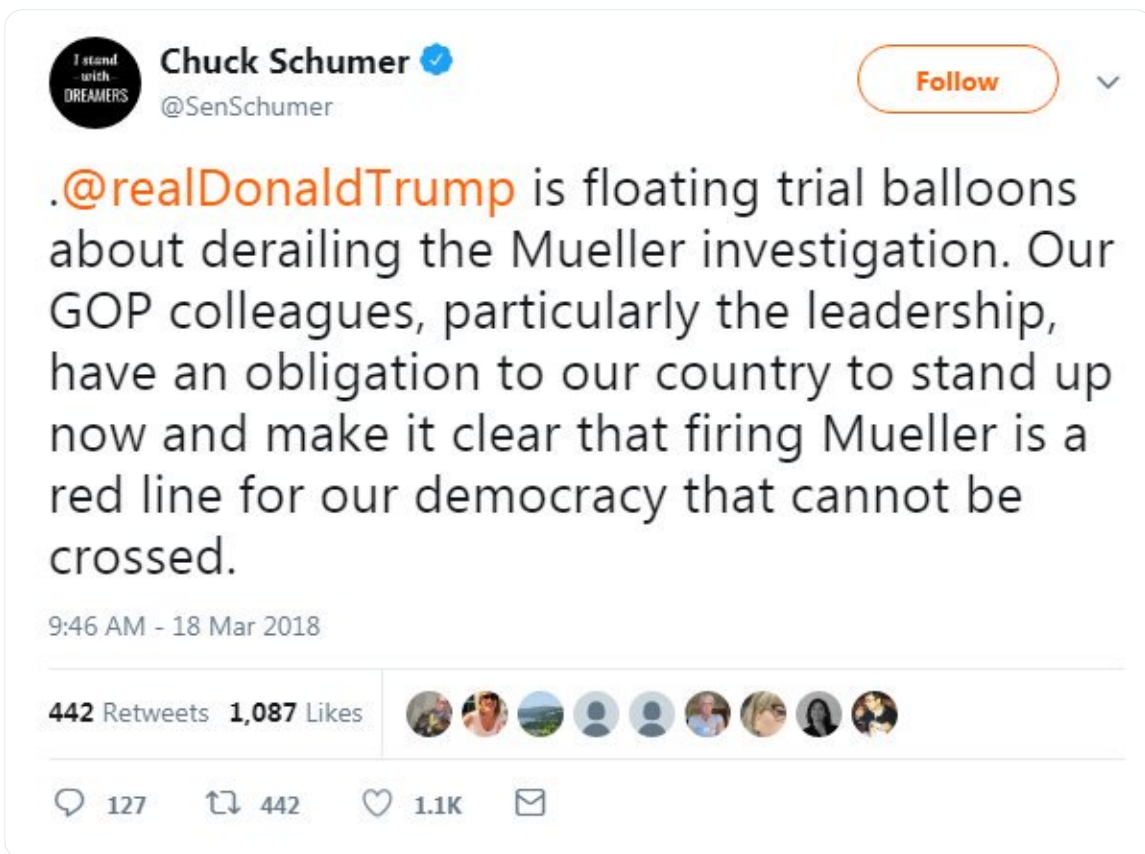 I stand
-with-
DREAMERS
Chuck Schumer
@SenSchumer
Follow
.@realDonaldTrump is floating trial balloons
about derailing the Mueller investigation. Our
GOP colleagues, particularly the leadership,
have an obligation to our country to stand up
now and make it clear that firing Mueller is a
red line for our democracy that cannot be
crossed.
9:46 AM - 18 Mar 2018
442 Retweets 1,087 Likes
127 442 1.1K